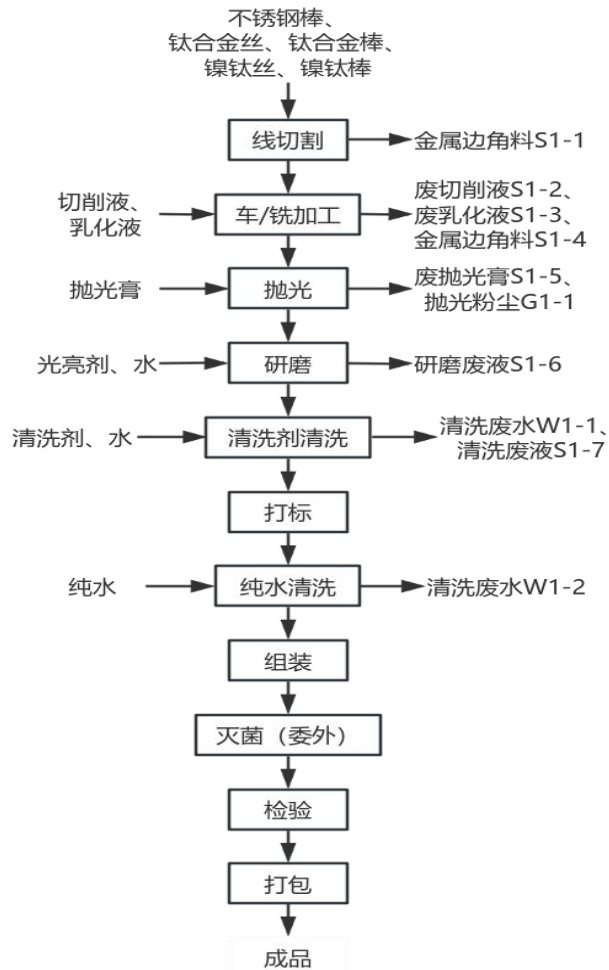 不锈钢棒、
钛合金丝、钛合金棒、
镍钛丝、镍钛棒
线切割
金属边角料S1-1
切削液、
乳化液
车/铣加工
废切削液S1-2、
废乳化液S1-3、
金属边角料S1-4
抛光膏
抛光
废抛光膏S1-5、
抛光粉尘G1-1
光亮剂、水
研磨
研磨废液S1-6
清洗剂、水
清洗剂清洗
清洗废水W1-1、
清洗废液S1-7
打标
纯水
纯水清洗
清洗废水W1-2
组装
灭菌（委外）
检验
打包
成品